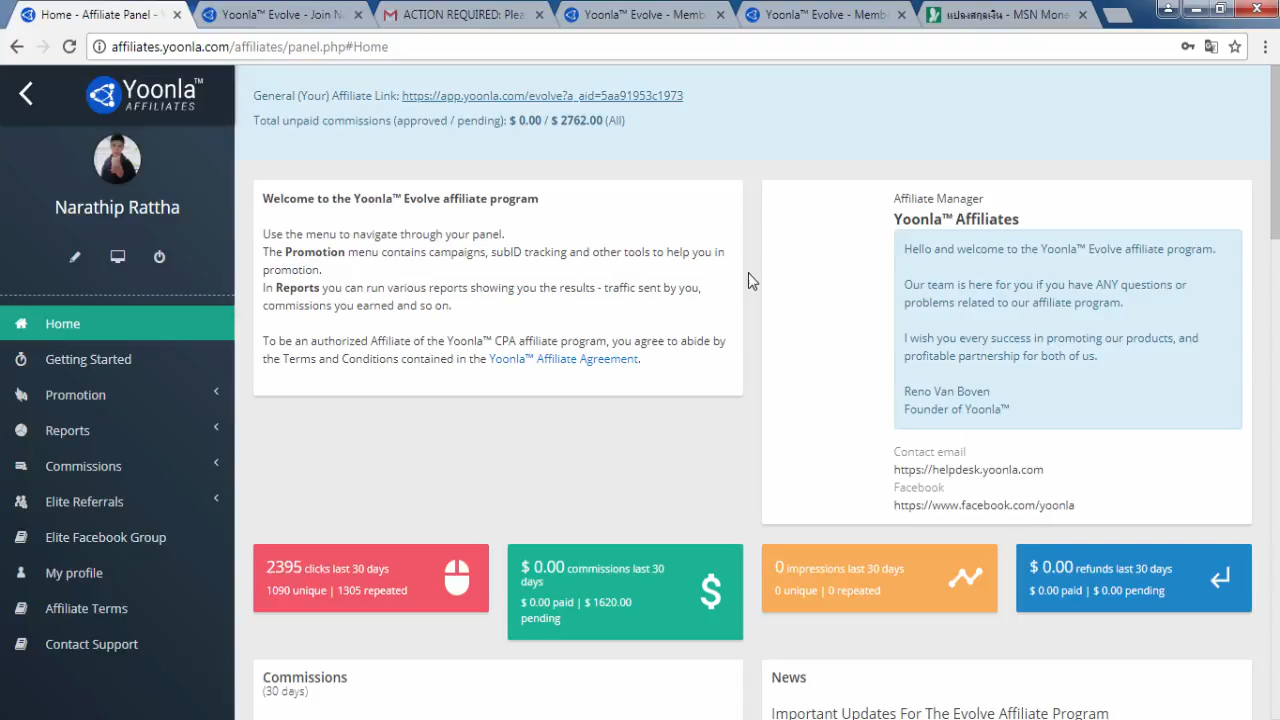 Home - Affiliate Panel -
Yoonla™ Evolve - Join N
ACTION REQUIRED: Plea
Yoonla™ Evolve - Memb
Yoonla™ Evolve - Memb
- MSN Mone
affiliates.yoonla.com/affiliates/panel.php#Home
Yoonla™
AFFILIATES
Narathip Rattha
Home
Getting Started
Promotion
Reports
Commissions
Elite Referrals
Elite Facebook Group
My profile
Affiliate Terms
Contact Support
General (Your) Affiliate Link: https://app.yoonla.com/evolve?a_aid=5aa91953c1973
Total unpaid commissions (approved / pending): $ 0.00 / $ 2762.00 (All)
Welcome to the Yoonla™ Evolve affiliate program
Use the menu to navigate through your panel.
The Promotion menu contains campaigns, subID tracking and other tools to help you in
promotion.
In Reports you can run various reports showing you the results - traffic sent by you,
commissions you earned and so on.
To be an authorized Affiliate of the Yoonla™ CPA affiliate program, you agree to abide by
the Terms and Conditions contained in the Yoonla™ Affiliate Agreement.
Affiliate Manager
Yoonla™ Affiliates
Hello and welcome to the Yoonla™ Evolve affiliate program.
Our team is here for you if you have ANY questions or
problems related to our affiliate program.
I wish you every success in promoting our products, and
profitable partnership for both of us.
Reno Van Boven
Founder of Yoonla™
Contact email
https://helpdesk.yoonla.com
Facebook
https://www.facebook.com/yoonla
2395 clicks last 30 days
1090 unique | 1305 repeated
$ 0.00 commissions last 30
days
$ 0.00 paid | $ 1620.00
pending
0 impressions last 30 days
0 unique | 0 repeated
$ 0.00 refunds last 30 days
$ 0.00 paid | $ 0.00 pending
Commissions
(30 days)
News
Important Updates For The Evolve Affiliate Program